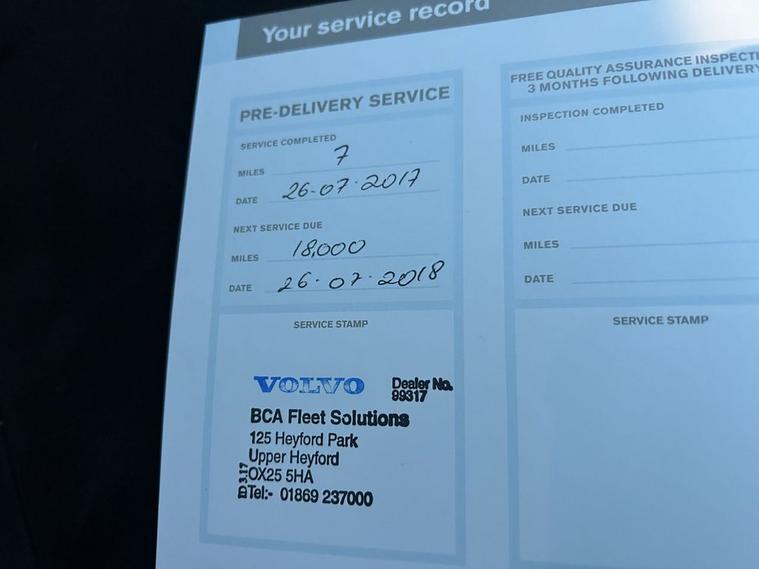 Your service record
PRE-DELIVERY SERVICE
SERVICE COMPLETED
MILES 7
DATE 26-07-2017
NEXT SERVICE DUE
MILES 18,000
DATE 26.07.2018
SERVICE STAMP
VOLVO Dealer No.
99317
BCA Fleet Solutions
125 Heyford Park
Upper Heyford
OX25 5HA
Tel:- 01869 237000
FREE QUALITY ASSURANCE
3 MONTHS FOLLOWING DELIVERY
INSPECTION COMPLETED
MILES
DATE
NEXT SERVICE DUE
MILES
DATE
SERVICE STAMP